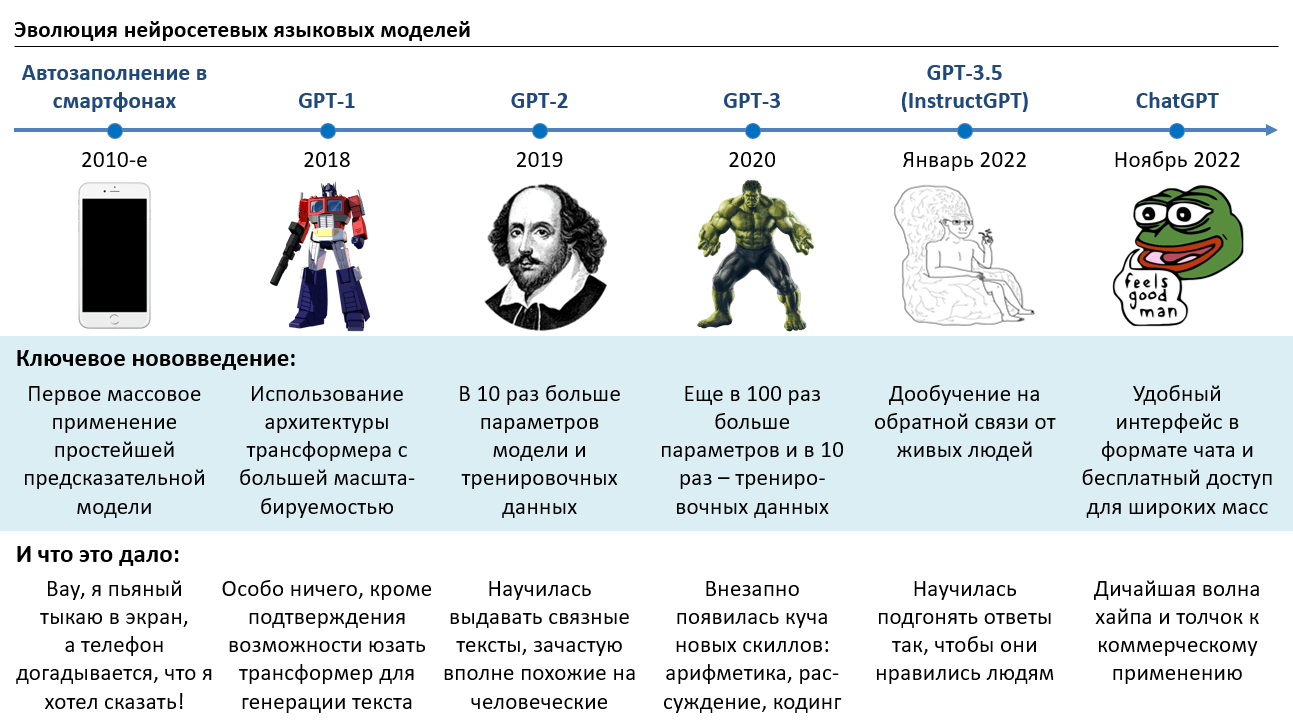 Эволюция нейросетевых языковых моделей
Автозаполнение в
смартфонах
GPT-1
GPT-2
GPT-3
GPT-3.5
(InstructGPT)
ChatGPT
2010-е
2018
2019
2020
Январь 2022
Ноябрь 2022
feels
good
man
Ключевое нововведение:
Первое массовое
применение
простейшей
предсказательной
модели
Использование
архитектуры
трансформера с
большей масшта-
бируемостью
В 10 раз больше
параметров
модели и
тренировочных
данных
Еще в 100 раз
больше
параметров и в 10
раз – трениро-
вочных данных
Дообучение на
обратной связи от
живых людей
Удобный
интерфейс в
формате чата и
бесплатный доступ
для широких масс
И что это дало:
Вау, я пьяный
тыкаю в экран,
а телефон
догадывается, что я
хотел сказать!
Особо ничего, кроме
подтверждения
возможности юзать
трансформер для
генерации текста
Научилась
выдавать связные
тексты, зачастую
вполне похожие на
человеческие
Внезапно
появилась куча
новых скиллов:
арифметика, рас-
суждение, кодинг
Научилась
подгонять ответы
так, чтобы они
нравились людям
Дичайшая волна
хайпа и толчок к
коммерческому
применению